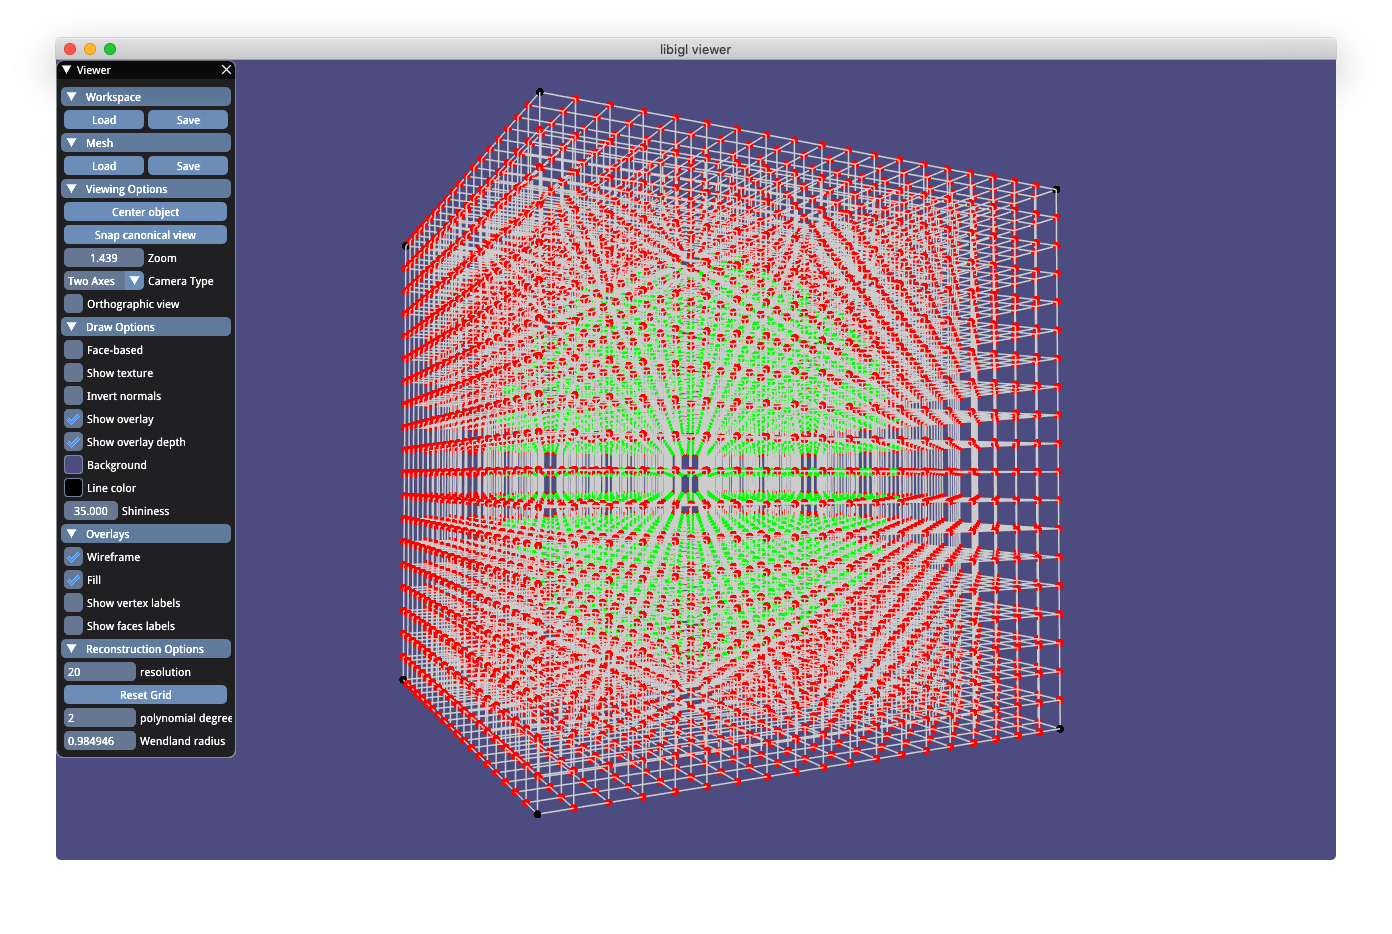 libigl viewer
Viewer
Workspace
Load Save
Mesh
Load Save
Viewing Options
Center object
Snap canonical view
1.439 Zoom
Two Axes Camera Type
Orthographic view
Draw Options
Face-based
Show texture
Invert normals
Show overlay
Show overlay depth
Background
Line color
35.000 Shininess
Overlays
Wireframe
Fill
Show vertex labels
Show faces labels
Reconstruction Options
20 resolution
Reset Grid
2 polynomial degree
0.984946 Wendland radius